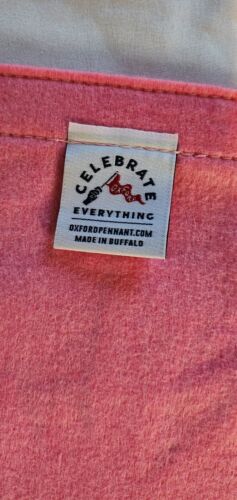 CELEBRATE
EVERYTHING
OXFORDPENNANT.COM
MADE IN BUFFALO